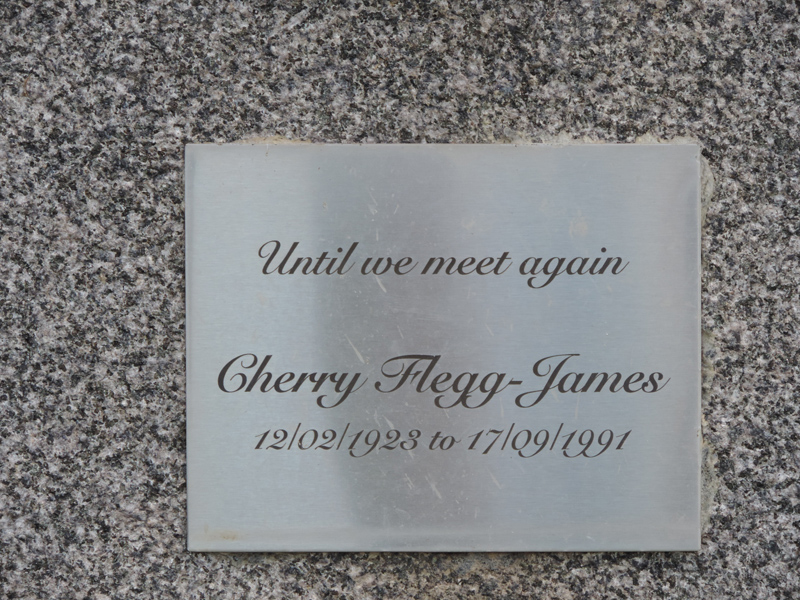 Until we meet again
Cherry Flegg-James
12/02/1923 to 17/09/1991